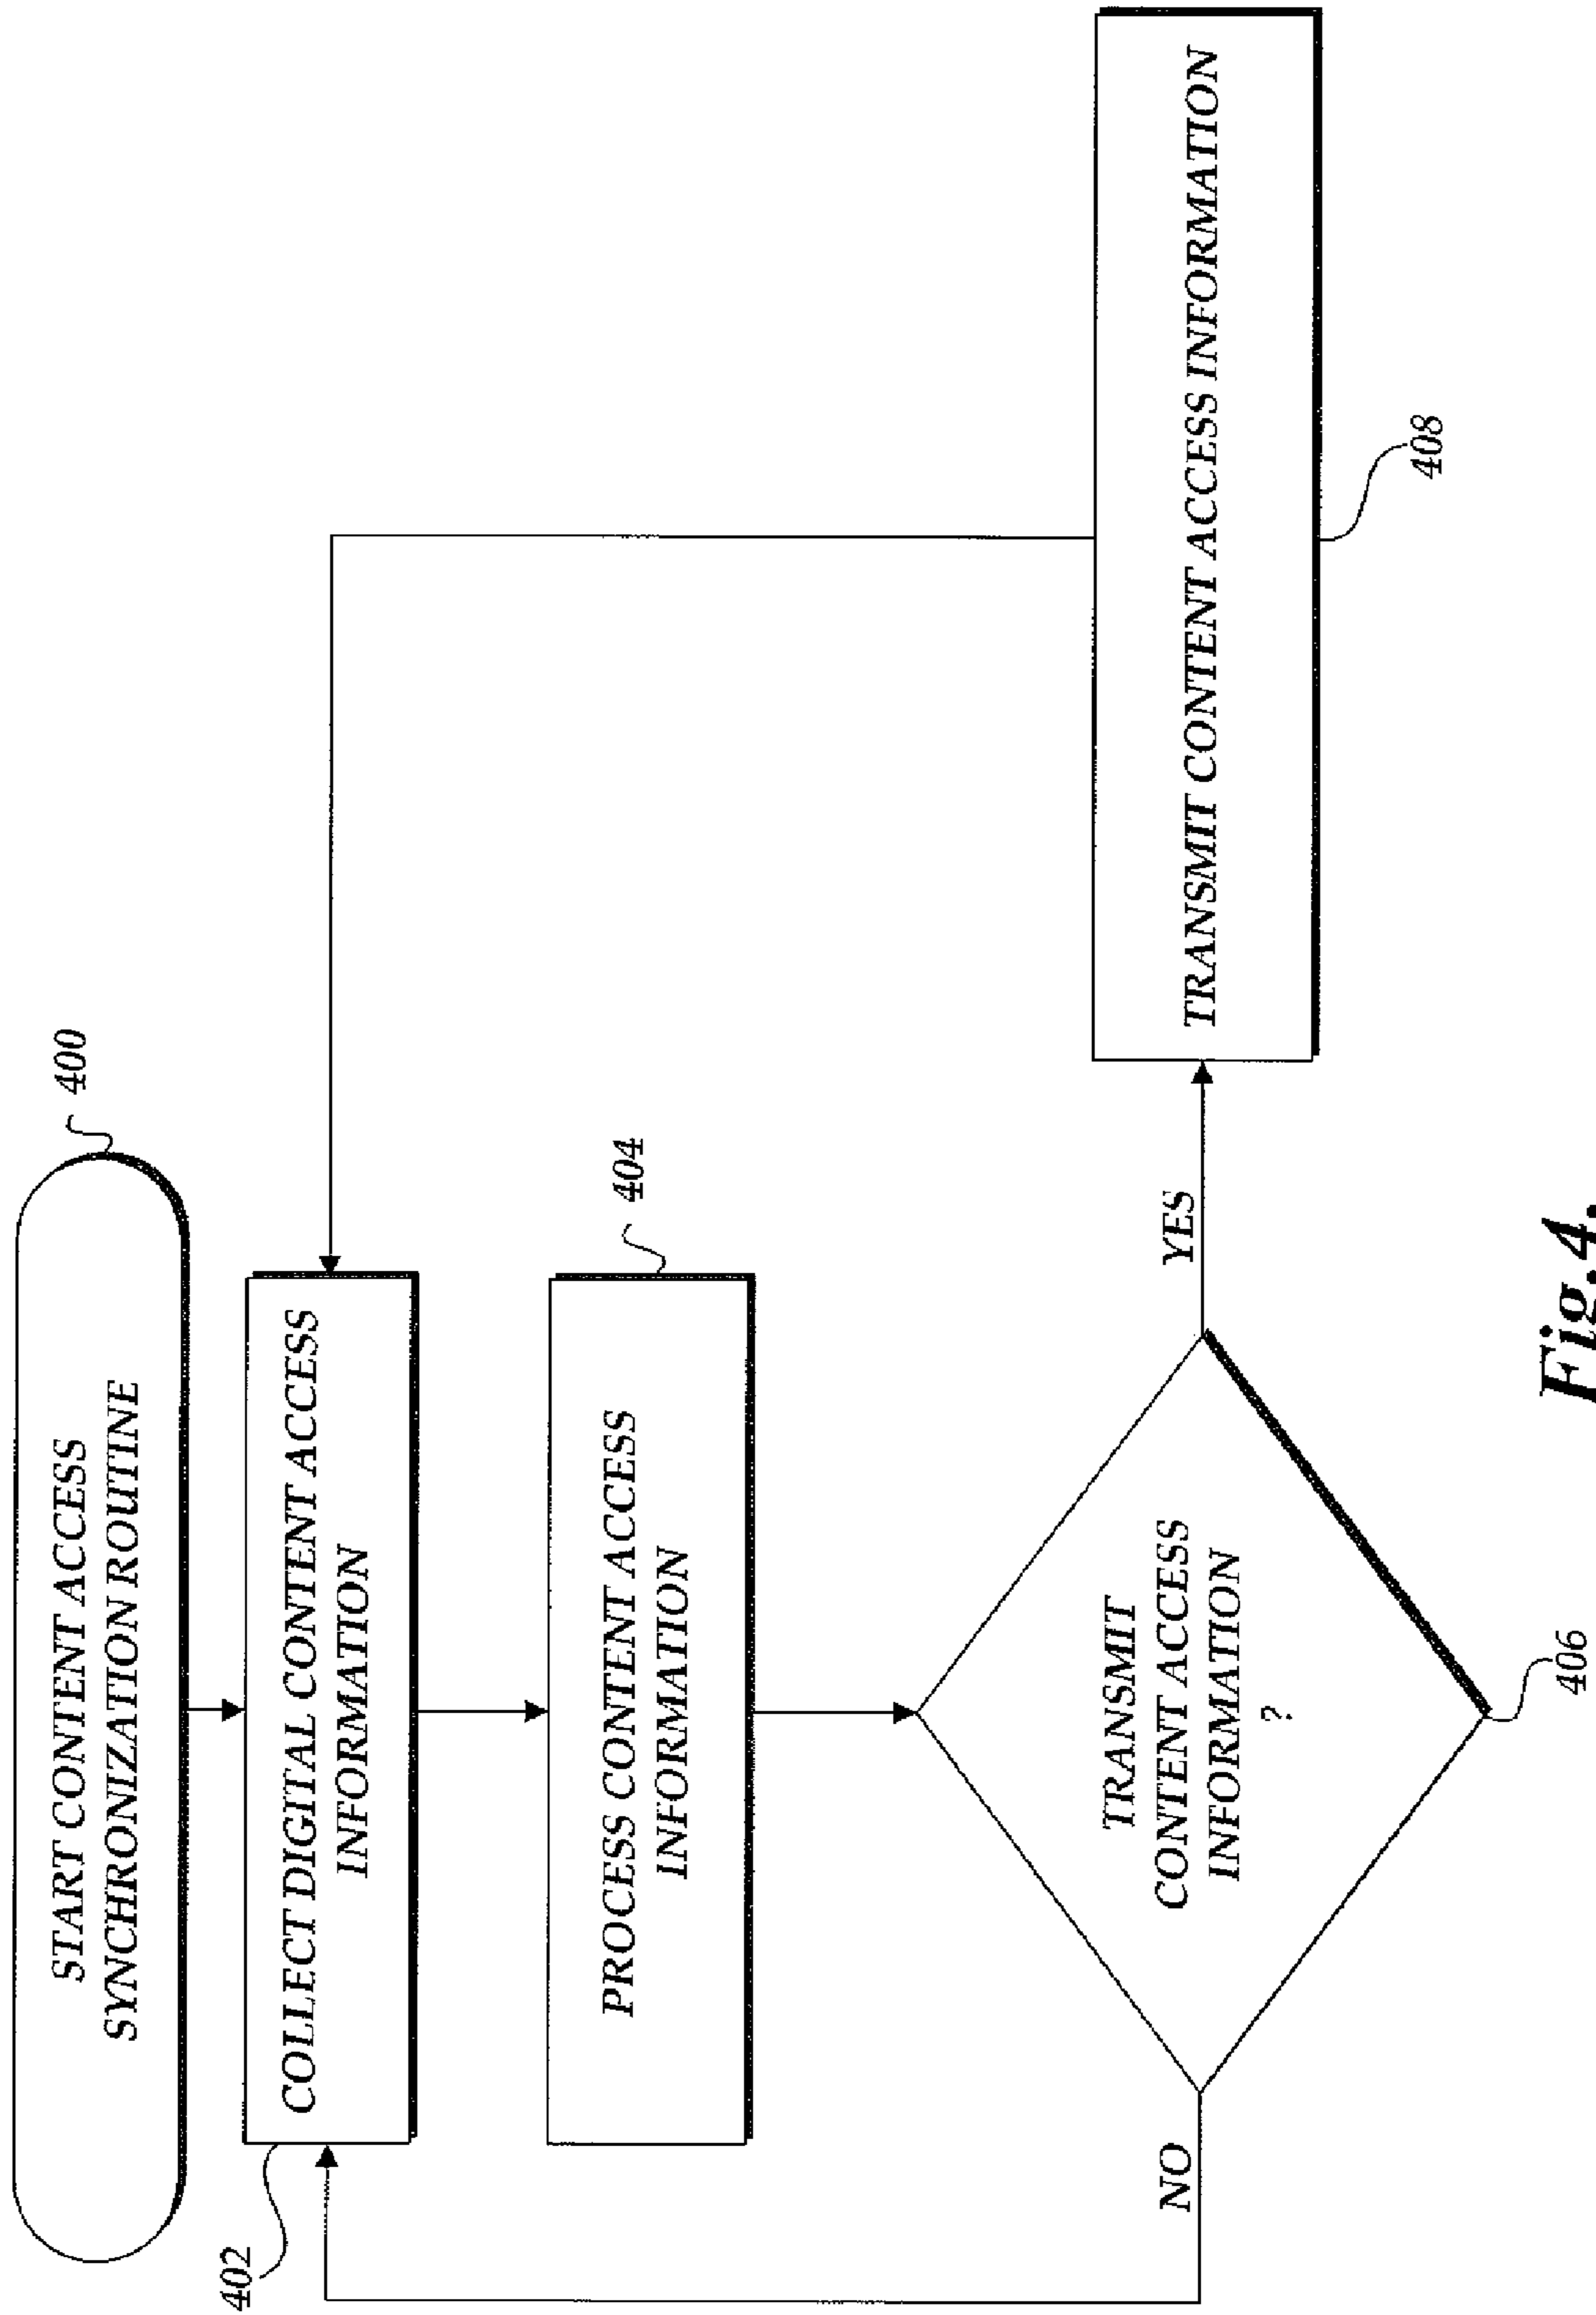 START CONTENT ACCESS
SYNCHRONIZATION ROUTINE
400
402
COLLECT DIGITAL CONTENT ACCESS
INFORMATION
404
PROCESS CONTENT ACCESS
INFORMATION
TRANSMIT
CONTENT ACCESS
INFORMATION
?
NO
YES
406
TRANSMIT CONTENT ACCESS INFORMATION
408
Fig.4.